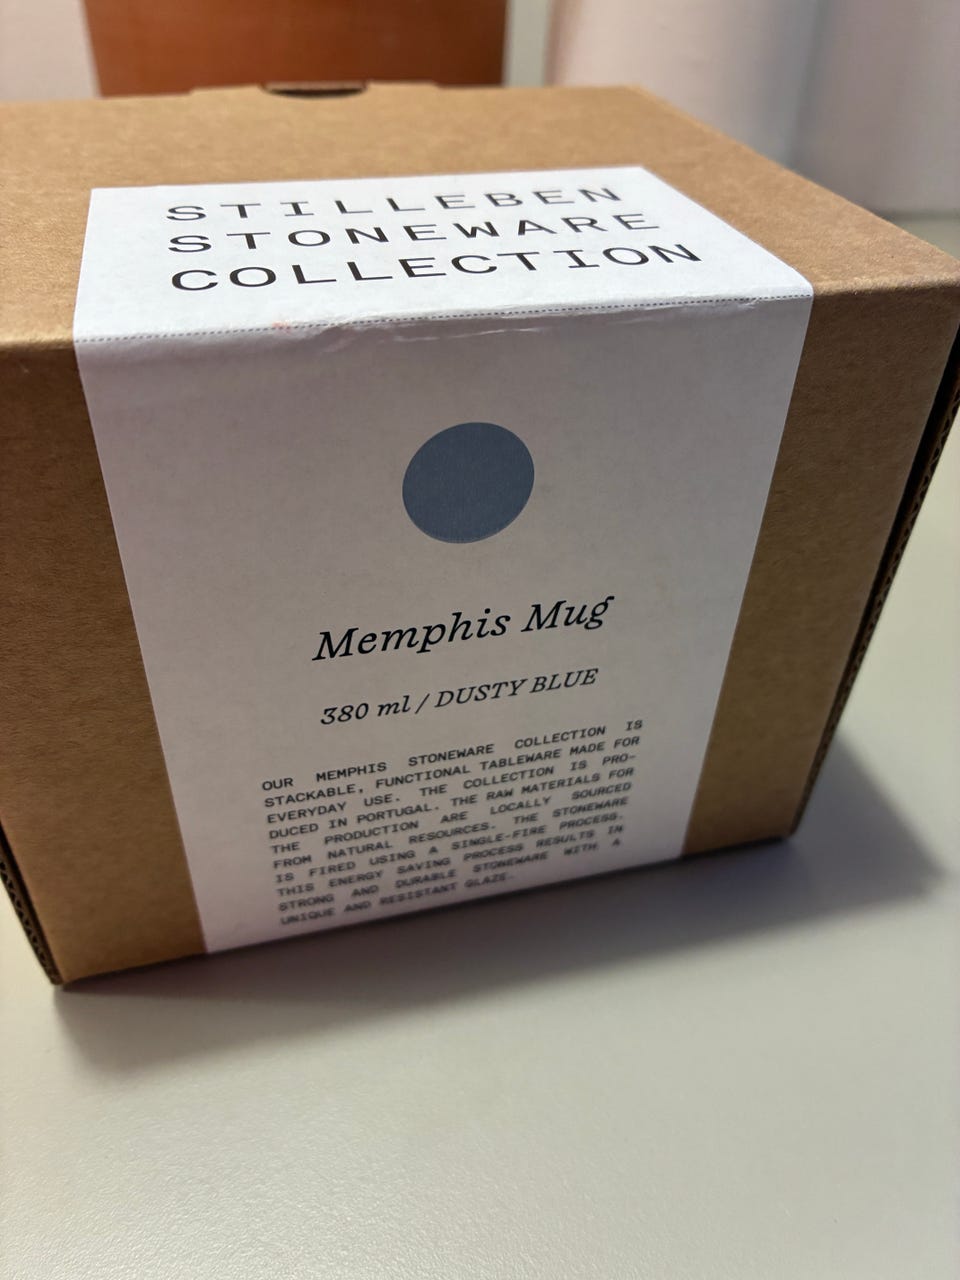 STILLEBEN
STONEWARE
COLLECTION
Memphis Mug
380 ml / DUSTY BLUE
OUR MEMPHIS STONEWARE COLLECTION IS
STACKABLE, FUNCTIONAL TABLEWARE MADE FOR
EVERYDAY USE. THE COLLECTION IS PRO-
DUCED IN PORTUGAL. THE RAW MATERIALS FOR
THE PRODUCTION ARE LOCALLY SOURCED
FROM NATURAL RESOURCES. THE STONEWARE
IS FIRED USING A SINGLE-FIRE PROCESS.
THIS ENERGY SAVING PROCESS RESULTS IN
STRONG AND DURABLE STONEWARE WITH A
UNIQUE AND RESISTANT GLAZE.